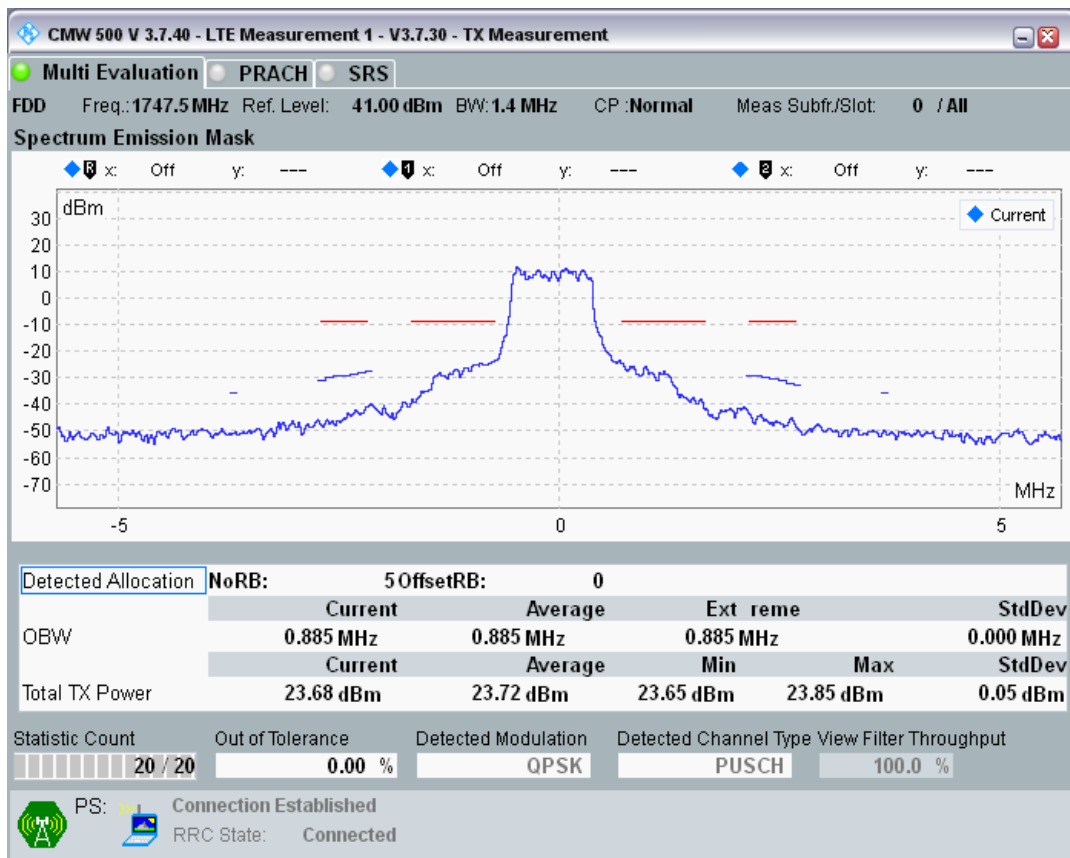 CMW 500 V 3.7.40 - LTE Measurement 1 - V3.7.30 - TX Measurement
Multi Evaluation PRACH SRS
FDD Freq.: 1747.5 MHz Ref. Level: 41.00 dBm BW: 1.4 MHz CP :Normal Meas Subfr./Slot: 0 / All
Spectrum Emission Mask
R x: Off y: --- 1 x: Off y: --- 2 x: Off y: ---
dBm
Current
30
20
10
0
-10
-20
-30
-40
-50
-60
-70
MHz
-5 0 5
Detected Allocation NoRB: 5 OffsetRB: 0
Current Average Ext reme StdDev
OBW 0.885 MHz 0.885 MHz 0.885 MHz 0.000 MHz
Current Average Min Max StdDev
Total TX Power 23.68 dBm 23.72 dBm 23.65 dBm 23.85 dBm 0.05 dBm
Statistic Count Out of Tolerance Detected Modulation Detected Channel Type View Filter Throughput
20 / 20 0.00 % QPSK PUSCH 100.0 %
PS: Connection Established
RRC State: Connected